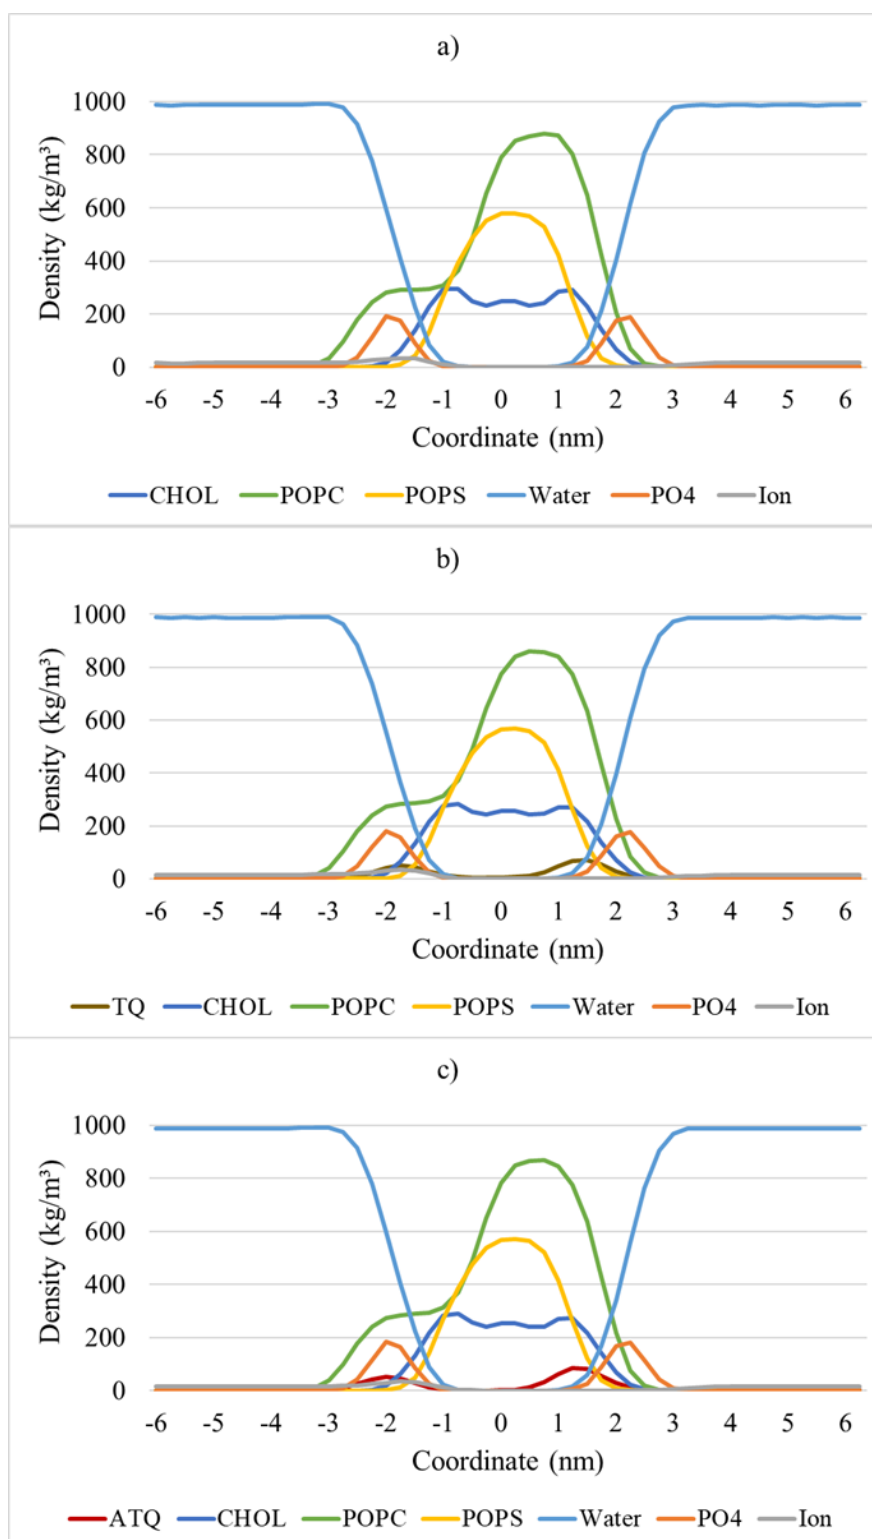 a)
1000
800
600
400
200
0
Density (kg/m³)
-6 -5 -4 -3 -2 -1 0 1 2 3 4 5 6
Coordinate (nm)
CHOL POPC POPS Water PO4 Ion
b)
1000
800
600
400
200
0
Density (kg/m³)
-6 -5 -4 -3 -2 -1 0 1 2 3 4 5 6
Coordinate (nm)
TQ CHOL POPC POPS Water PO4 Ion
c)
1000
800
600
400
200
0
Density (kg/m³)
-6 -5 -4 -3 -2 -1 0 1 2 3 4 5 6
Coordinate (nm)
ATQ CHOL POPC POPS Water PO4 Ion